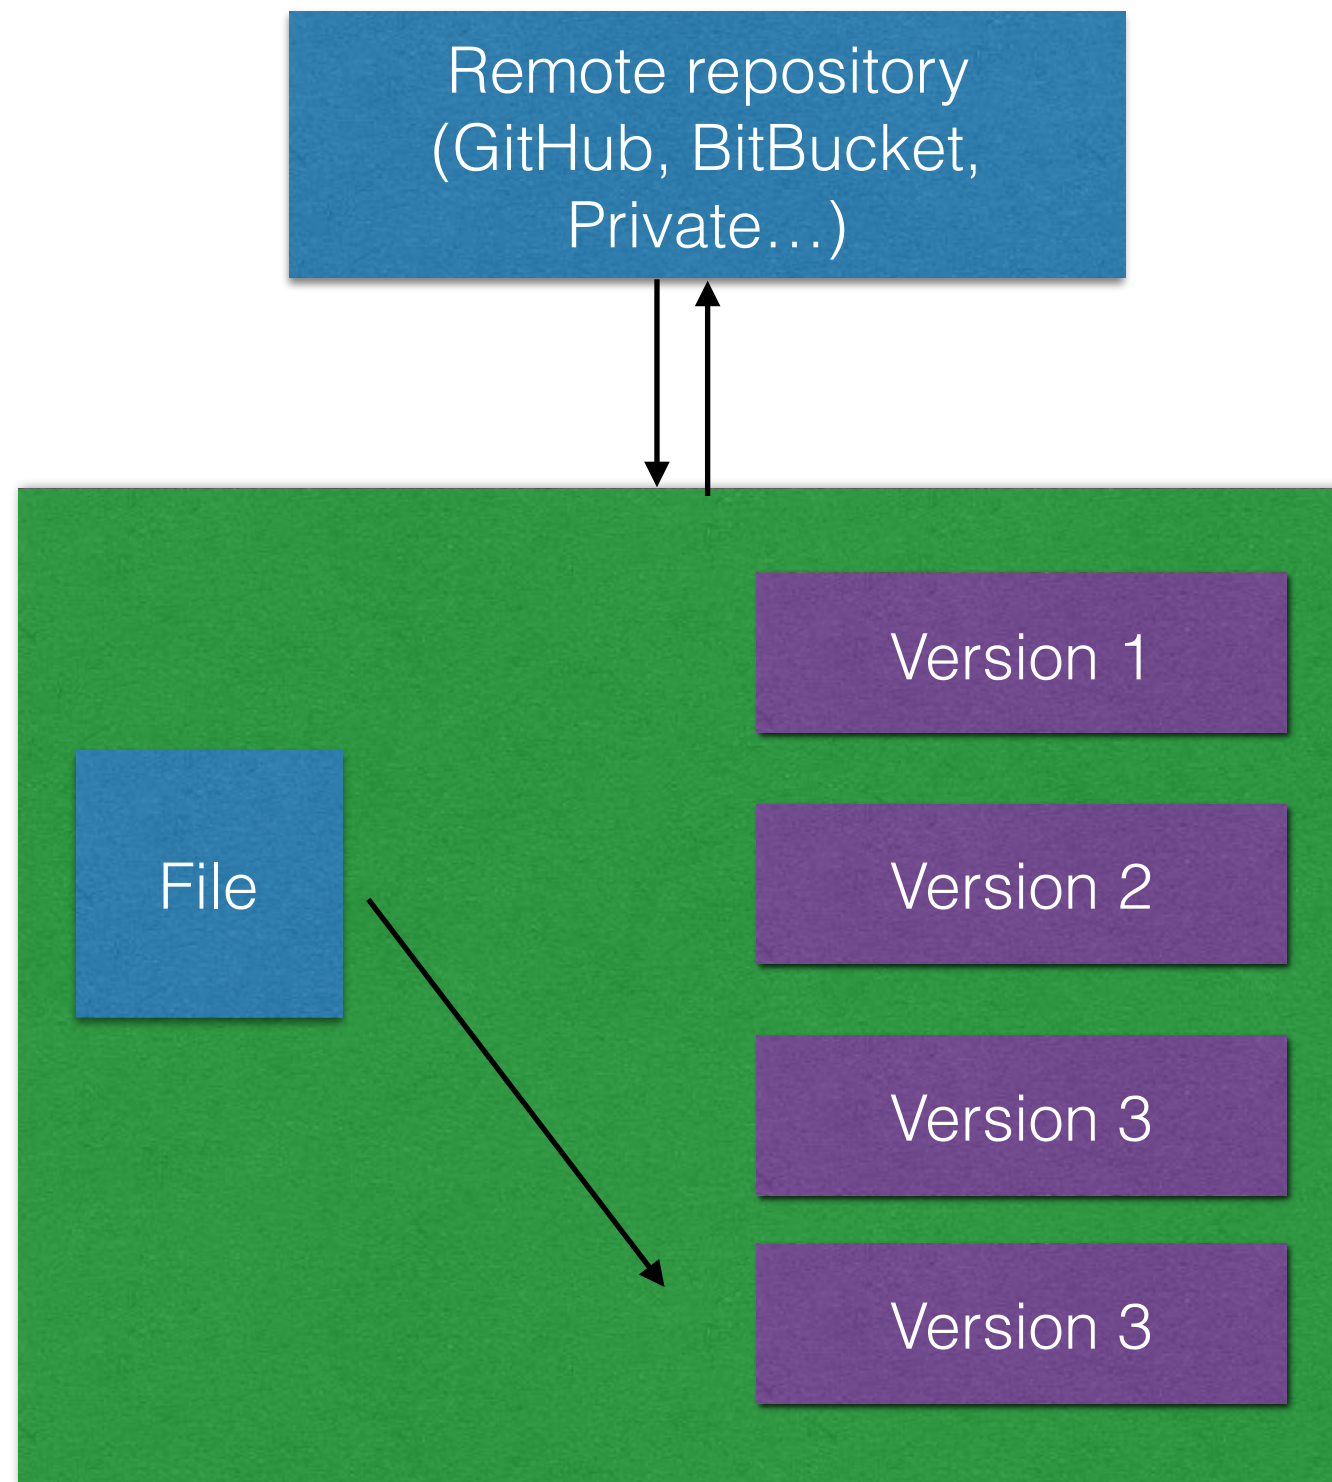 Remote repository
(GitHub, BitBucket,
Private…)
Version 1
File
Version 2
Version 3
Version 3